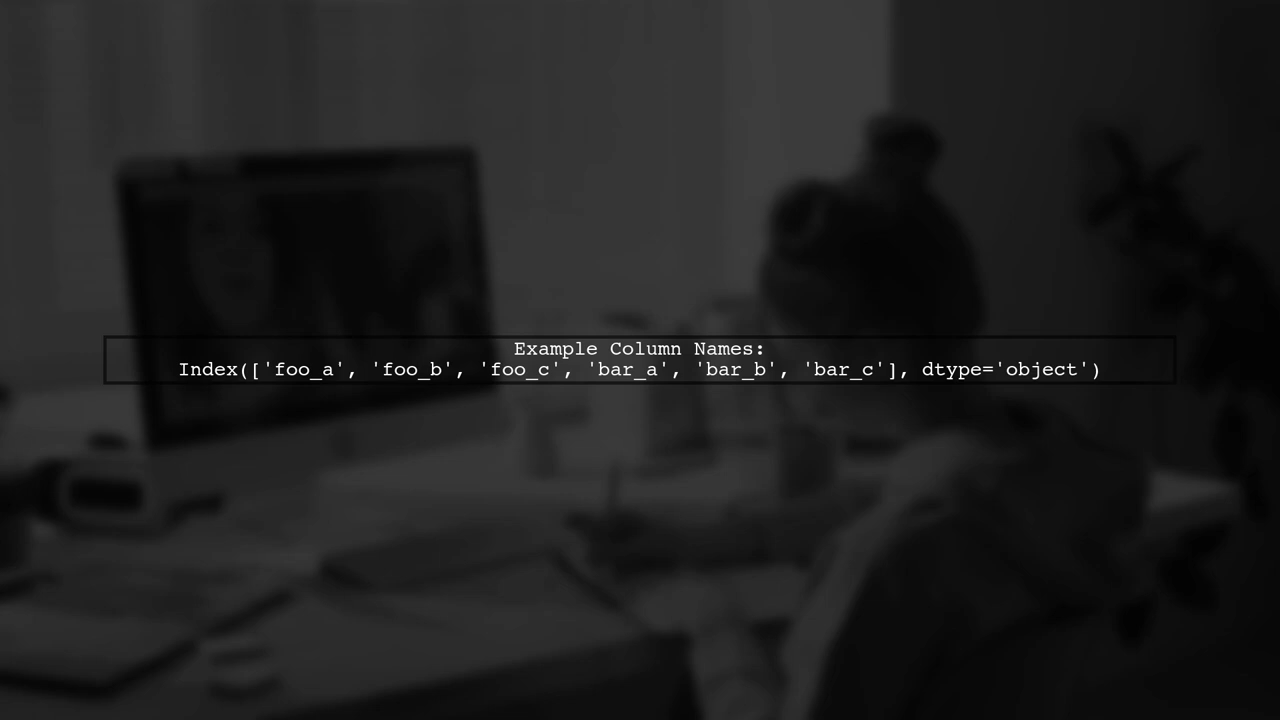 Example Column Names:
Index(['foo_a', 'foo_b', 'foo_c', 'bar_a', 'bar_b', 'bar_c'], dtype='object')